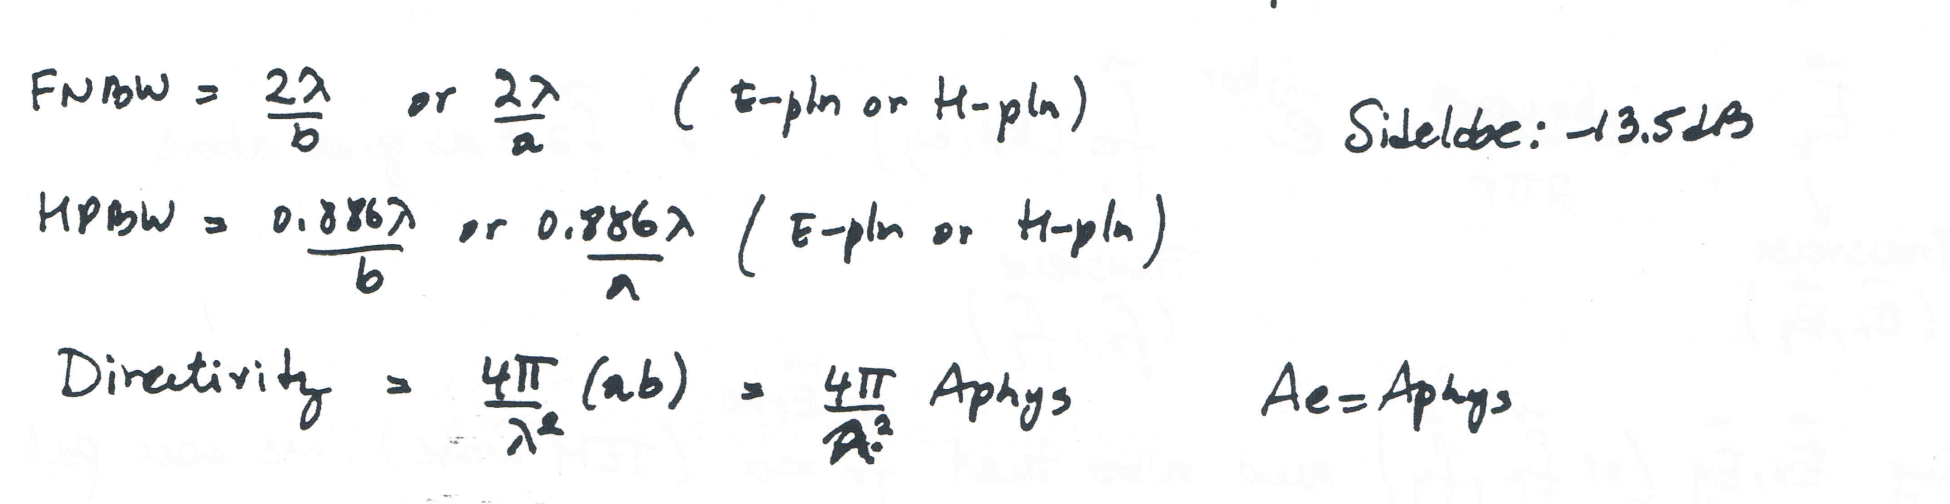 FNBW = 2λ/b or 2λ/a (E-pln or H-pln) Sidelobe: -13.5dB
HPBW = 0.886λ/b or 0.886λ/a (E-pln or H-pln)
Directivity = 4π/λ² (ab) = 4π/λ² Aphys Ae = Aphys